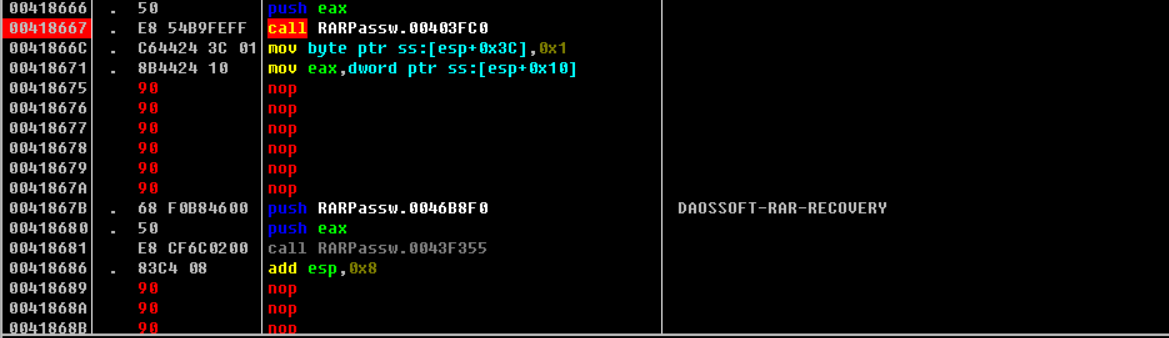 00418666 . 50 push eax
00418667 . E8 54B9FEFF call RARPassw.00403FC0
0041866C . C64424 3C 01 mov byte ptr ss:[esp+0x3C],0x1
00418671 . 8B4424 10 mov eax,dword ptr ss:[esp+0x10]
00418675 90 nop
00418676 90 nop
00418677 90 nop
00418678 90 nop
00418679 90 nop
0041867A 90 nop
0041867B . 68 F0B84600 push RARPassw.0046B8F0 DAOSSOFT-RAR-RECOVERY
00418680 . 50 push eax
00418681 E8 CF6C0200 call RARPassw.0043F355
00418686 . 83C4 08 add esp,0x8
00418689 90 nop
0041868A 90 nop
0041868B 90 nop